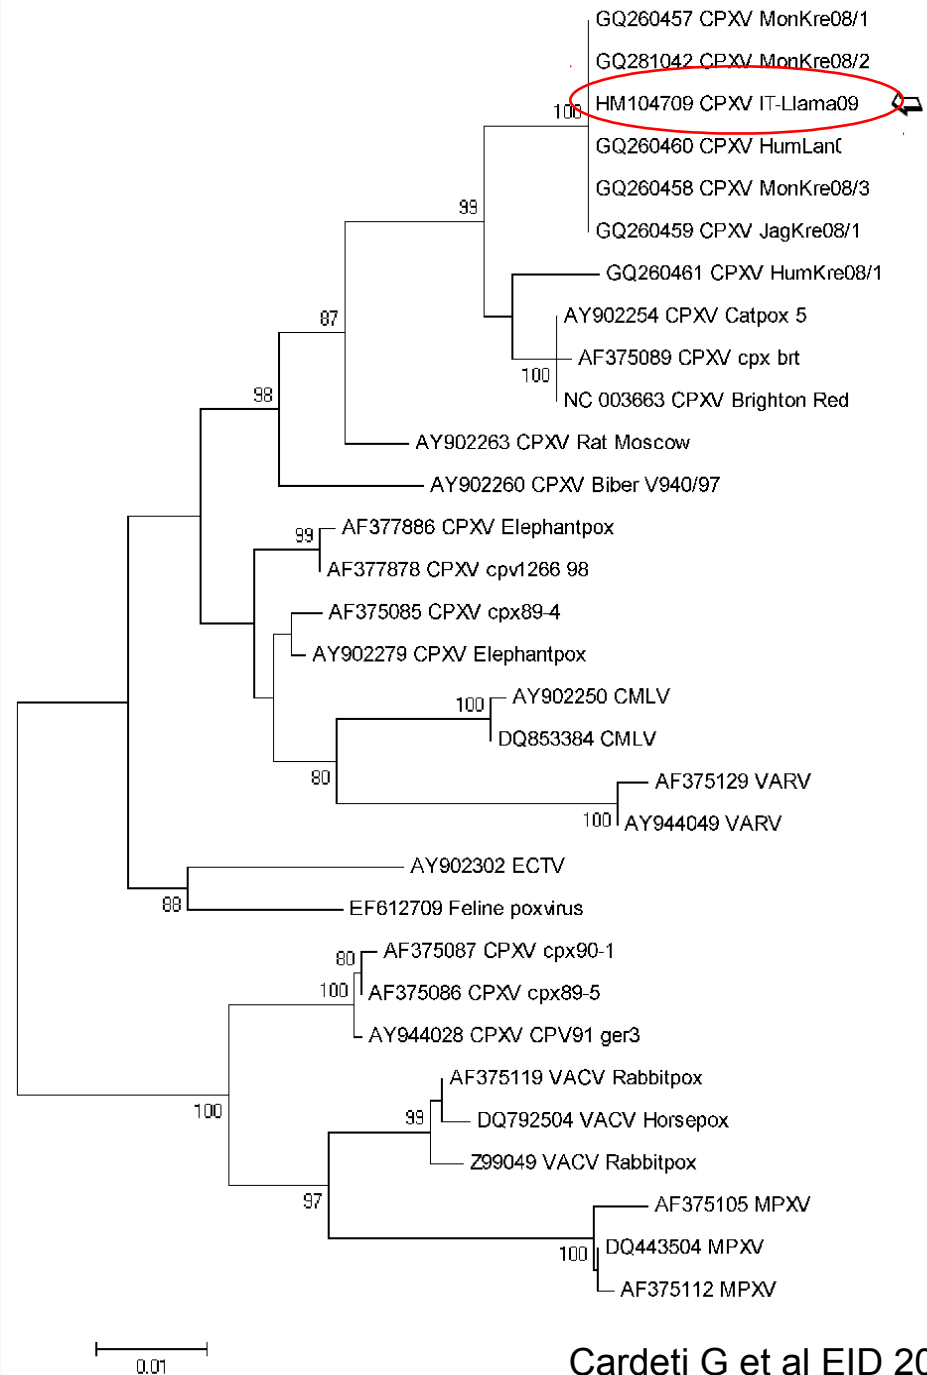 GQ260457 CPXV MonKre08/1
GQ281042 CPXV MonKre08/2
HM104709 CPXV IT-Llama09
100
GQ260460 CPXV
GQ260458 CPXV MonKre08/3
99
GQ260459 CPXV JagKre08/1
GQ260461 CPXV HumKre08/1
87
AY902254 CPXV Catpox 5
AF375089 CPXV cpx brt
100
98
NC 003663 CPXV Brighton Red
AY902263 CPXV Rat Moscow
AY902260 CPXV Biber V940/97
AF377886 CPXV Elephantpox
99
AF377878 CPXV cpv1266 98
AF375085 CPXV cpx89-4
AY902279 CPXV Elephantpox
AY902250 CMLV
100
DQ853384 CMLV
80
AF375129 VARV
100
AY944049 VARV
AY902302 ECTV
88
EF612709 Feline poxvirus
AF375087 CPXV cpx90-1
80
100
AF375086 CPXV cpx89-5
AY944028 CPXV CPV91 ger3
AF375119 VACV Rabbitpox
100
99
DQ792504 VACV Horsepox
Z99049 VACV Rabbitpox
97
AF375105 MPXV
100
DQ443504 MPXV
AF375112 MPXV
0.01
Cardeti G et al EID